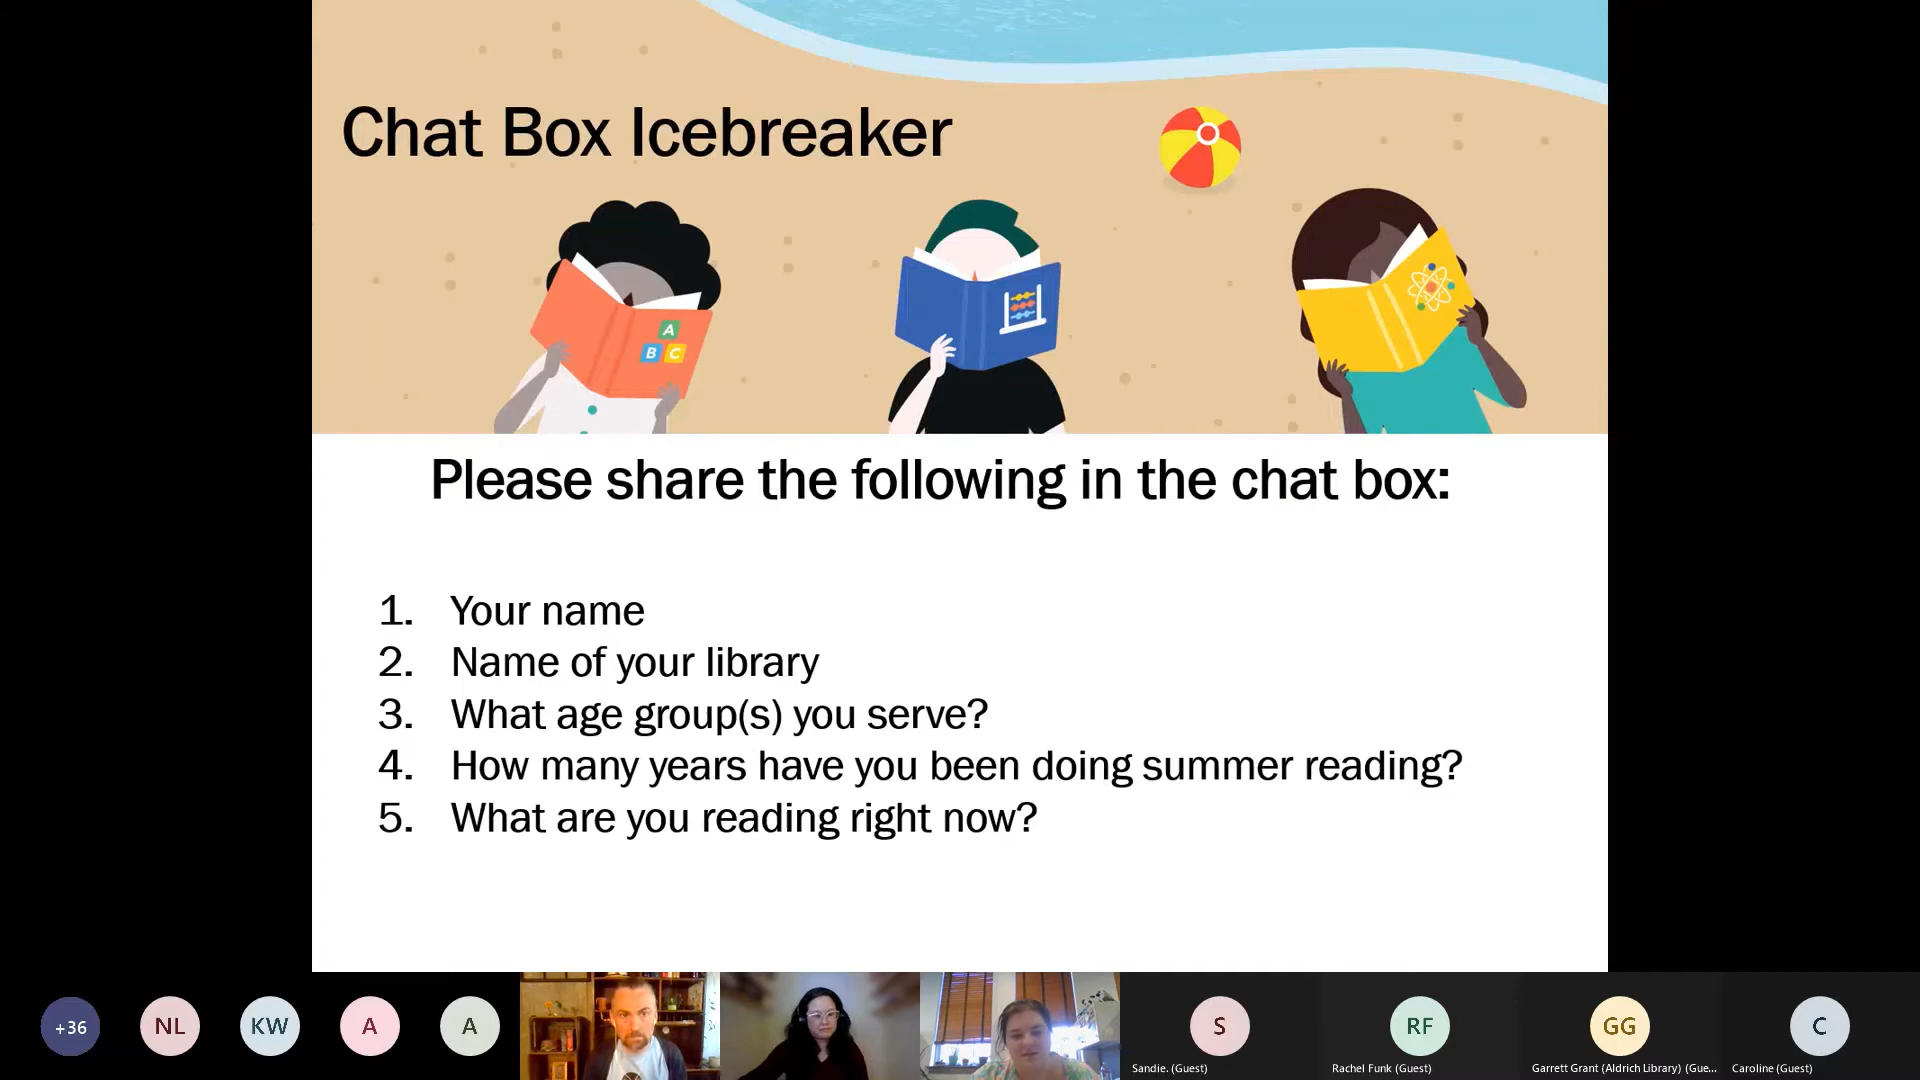 Chat Box Icebreaker
A
B C
Please share the following in the chat box:
1. Your name
2. Name of your library
3. What age group(s) you serve?
4. How many years have you been doing summer reading?
5. What are you reading right now?
+36
NL
KW
A
A
S
RF
GG
C
Sandie. (Guest)
Rachel Funk (Guest)
Garrett Grant (Aldrich Library) (Gue...
Caroline (Guest)